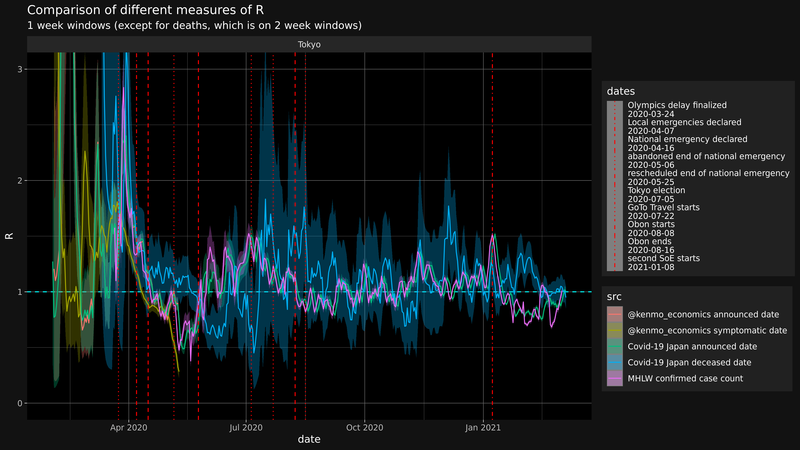 Comparison of different measures of R
1 week windows (except for deaths, which is on 2 week windows)
Tokyo
3
2
1
0
R
Apr 2020
Jul 2020
Oct 2020
Jan 2021
date
dates
Olympics delay finalized
2020-03-24
Local emergencies declared
2020-04-07
National emergency declared
2020-04-16
abandoned end of national emergency
2020-05-06
rescheduled end of national emergency
2020-05-25
Tokyo election
2020-07-05
GoTo Travel starts
2020-07-22
Obon starts
2020-08-08
Obon ends
2020-08-16
second SoE starts
2021-01-08
src
@kenmo_economics announced date
@kenmo_economics symptomatic date
Covid-19 Japan announced date
Covid-19 Japan deceased date
MHLW confirmed case count